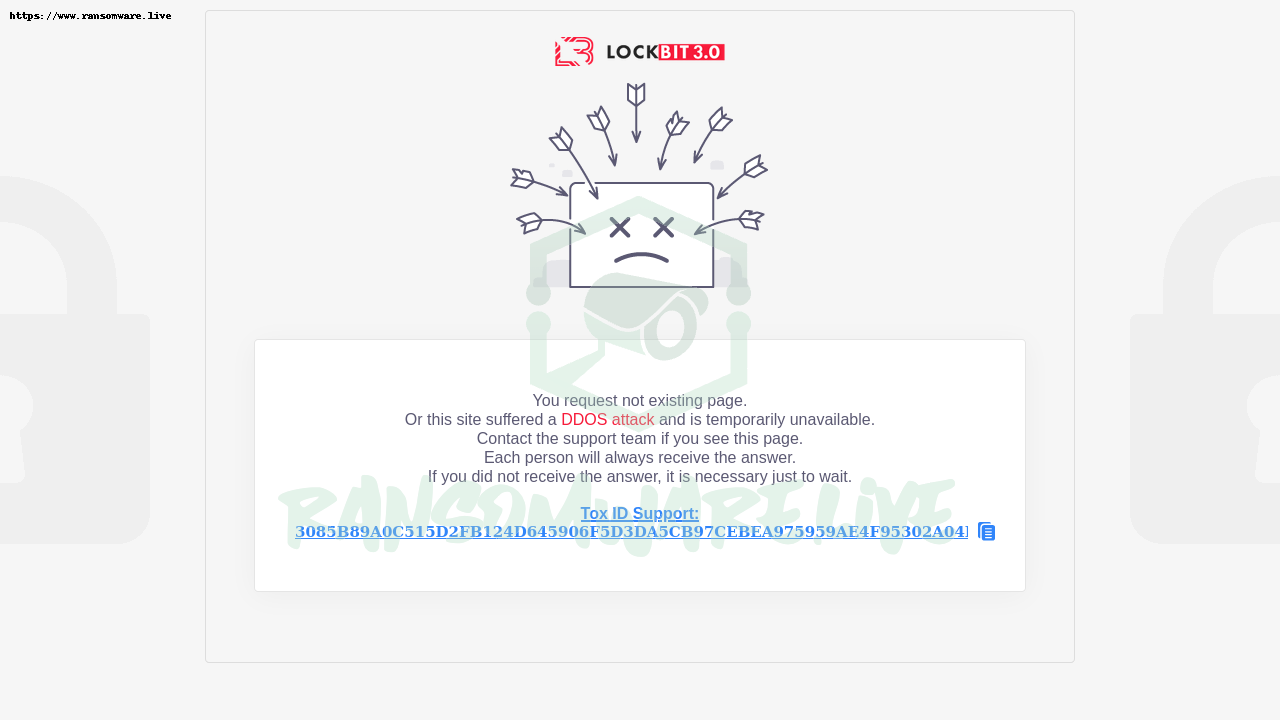 https://www.ransomware.live
LOCKBIT 3.0
You request not existing page.
Or this site suffered a DDOS attack and is temporarily unavailable.
Contact the support team if you see this page.
Each person will always receive the answer.
If you did not receive the answer, it is necessary just to wait.
RANSOMWARE.LIVE
Tox ID Support:
3085B89A0C515D2FB124D645906F5D3DA5CB97CEBEA975959AE4F95302A04